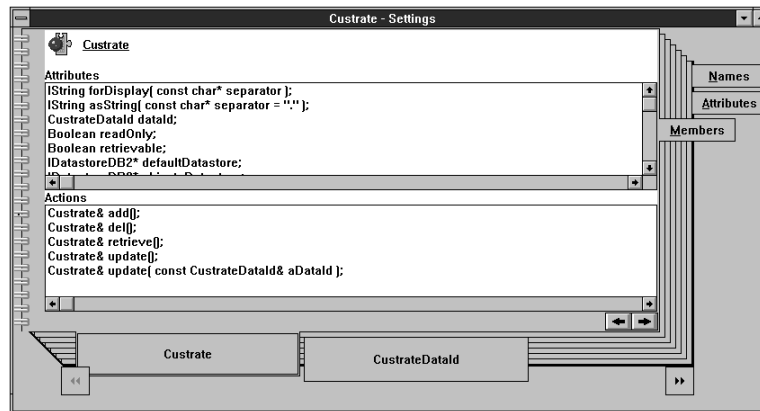 Custrate - Settings
Custrate
Attributes
IString forDisplay( const char* separator );
IString asString( const char* separator = "." );
CustrateDataId dataId;
Boolean readOnly;
Boolean retrievable;
IDatastoreDB2* defaultDatastore;
Actions
Custrate& add();
Custrate& del();
Custrate& retrieve();
Custrate& update();
Custrate& update( const CustrateDataId& aDataId );
Names
Attributes
Members
Custrate
CustrateDataId